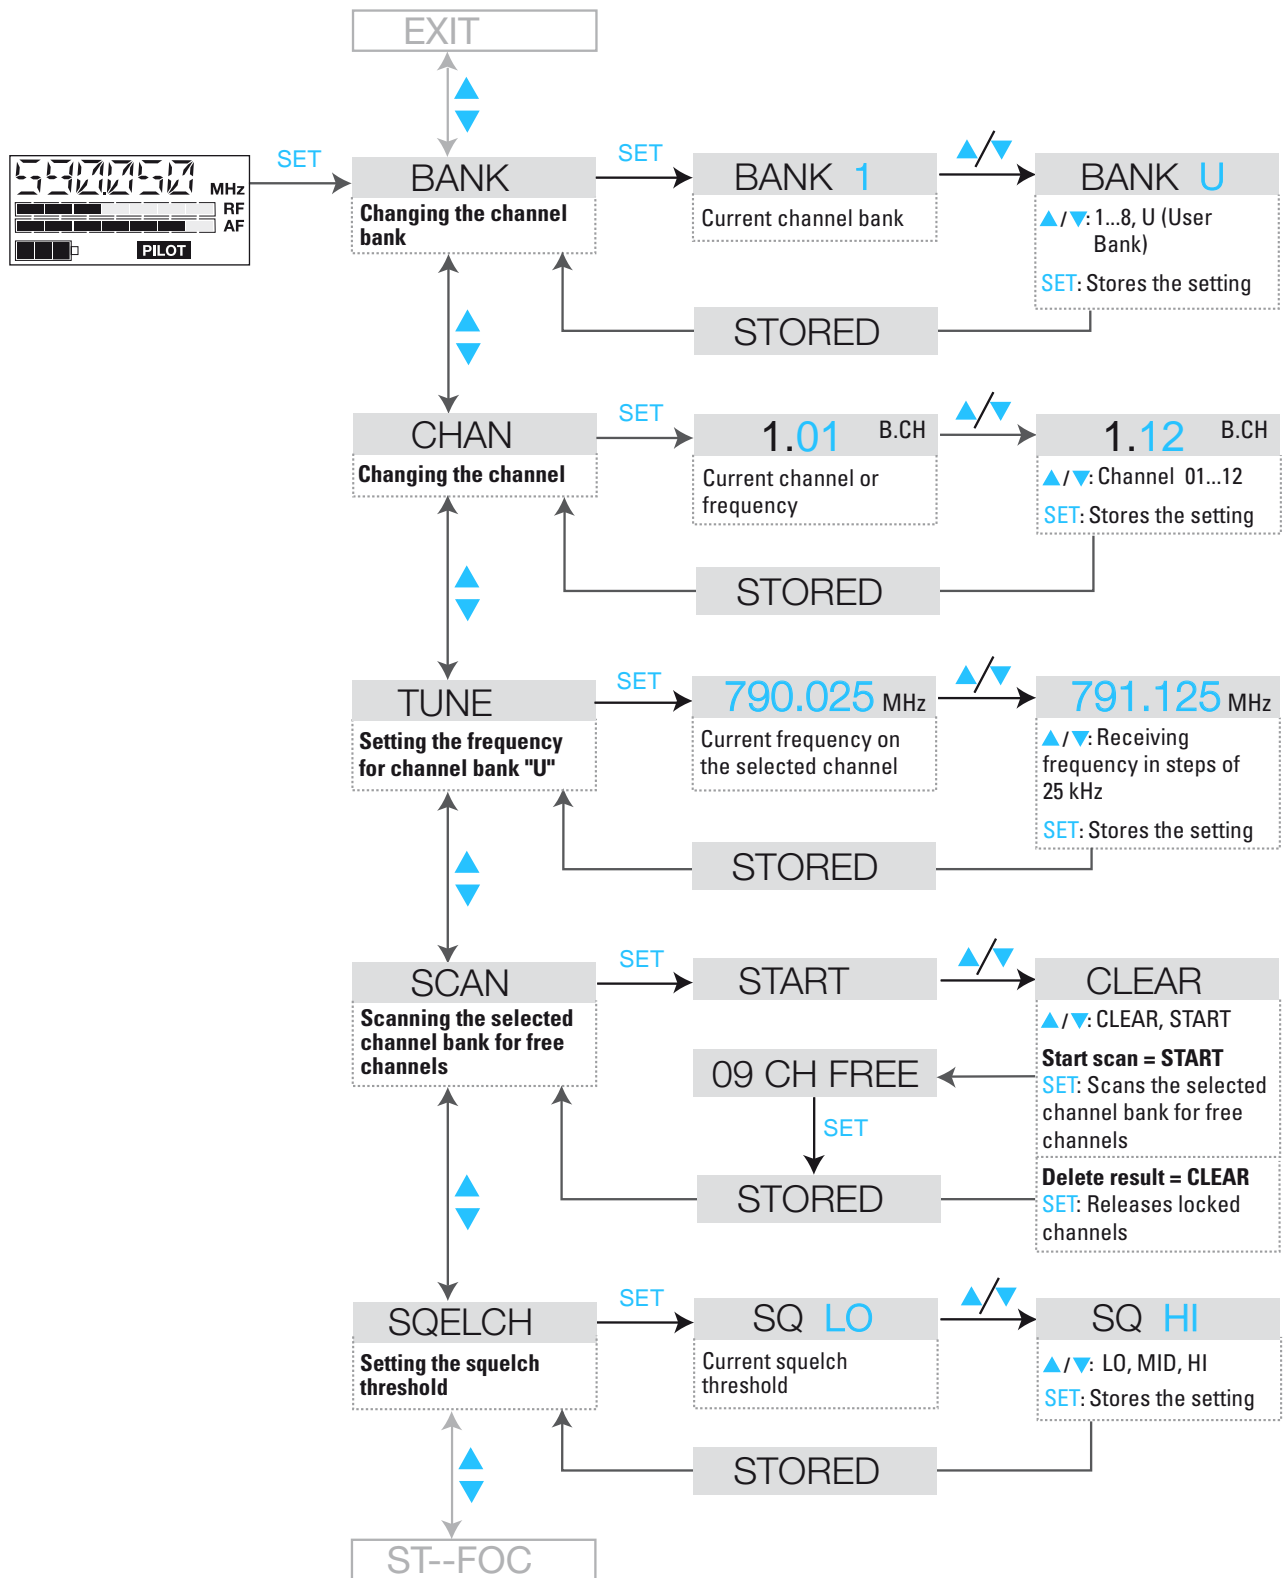 EXIT
590.050 MHz
RF
AF
PILOT
SET
BANK
Changing the channel
bank
SET
BANK 1
Current channel bank
▲/▼
BANK U
▲/▼: 1...8, U (User
Bank)
SET: Stores the setting
STORED
CHAN
Changing the channel
SET
1.01 B.CH
Current channel or
frequency
▲/▼
1.12 B.CH
▲/▼: Channel 01...12
SET: Stores the setting
STORED
TUNE
Setting the frequency
for channel bank "U"
SET
790.025 MHz
Current frequency on
the selected channel
▲/▼
791.125 MHz
▲/▼: Receiving
frequency in steps of
25 kHz
SET: Stores the setting
STORED
SCAN
Scanning the selected
channel bank for free
channels
SET
START
▲/▼
CLEAR
▲/▼: CLEAR, START
Start scan = START
SET: Scans the selected
channel bank for free
channels
09 CH FREE
SET
Delete result = CLEAR
SET: Releases locked
channels
STORED
SQELCH
Setting the squelch
threshold
SET
SQ LO
Current squelch
threshold
▲/▼
SQ HI
▲/▼: LO, MID, HI
SET: Stores the setting
STORED
ST--FOC